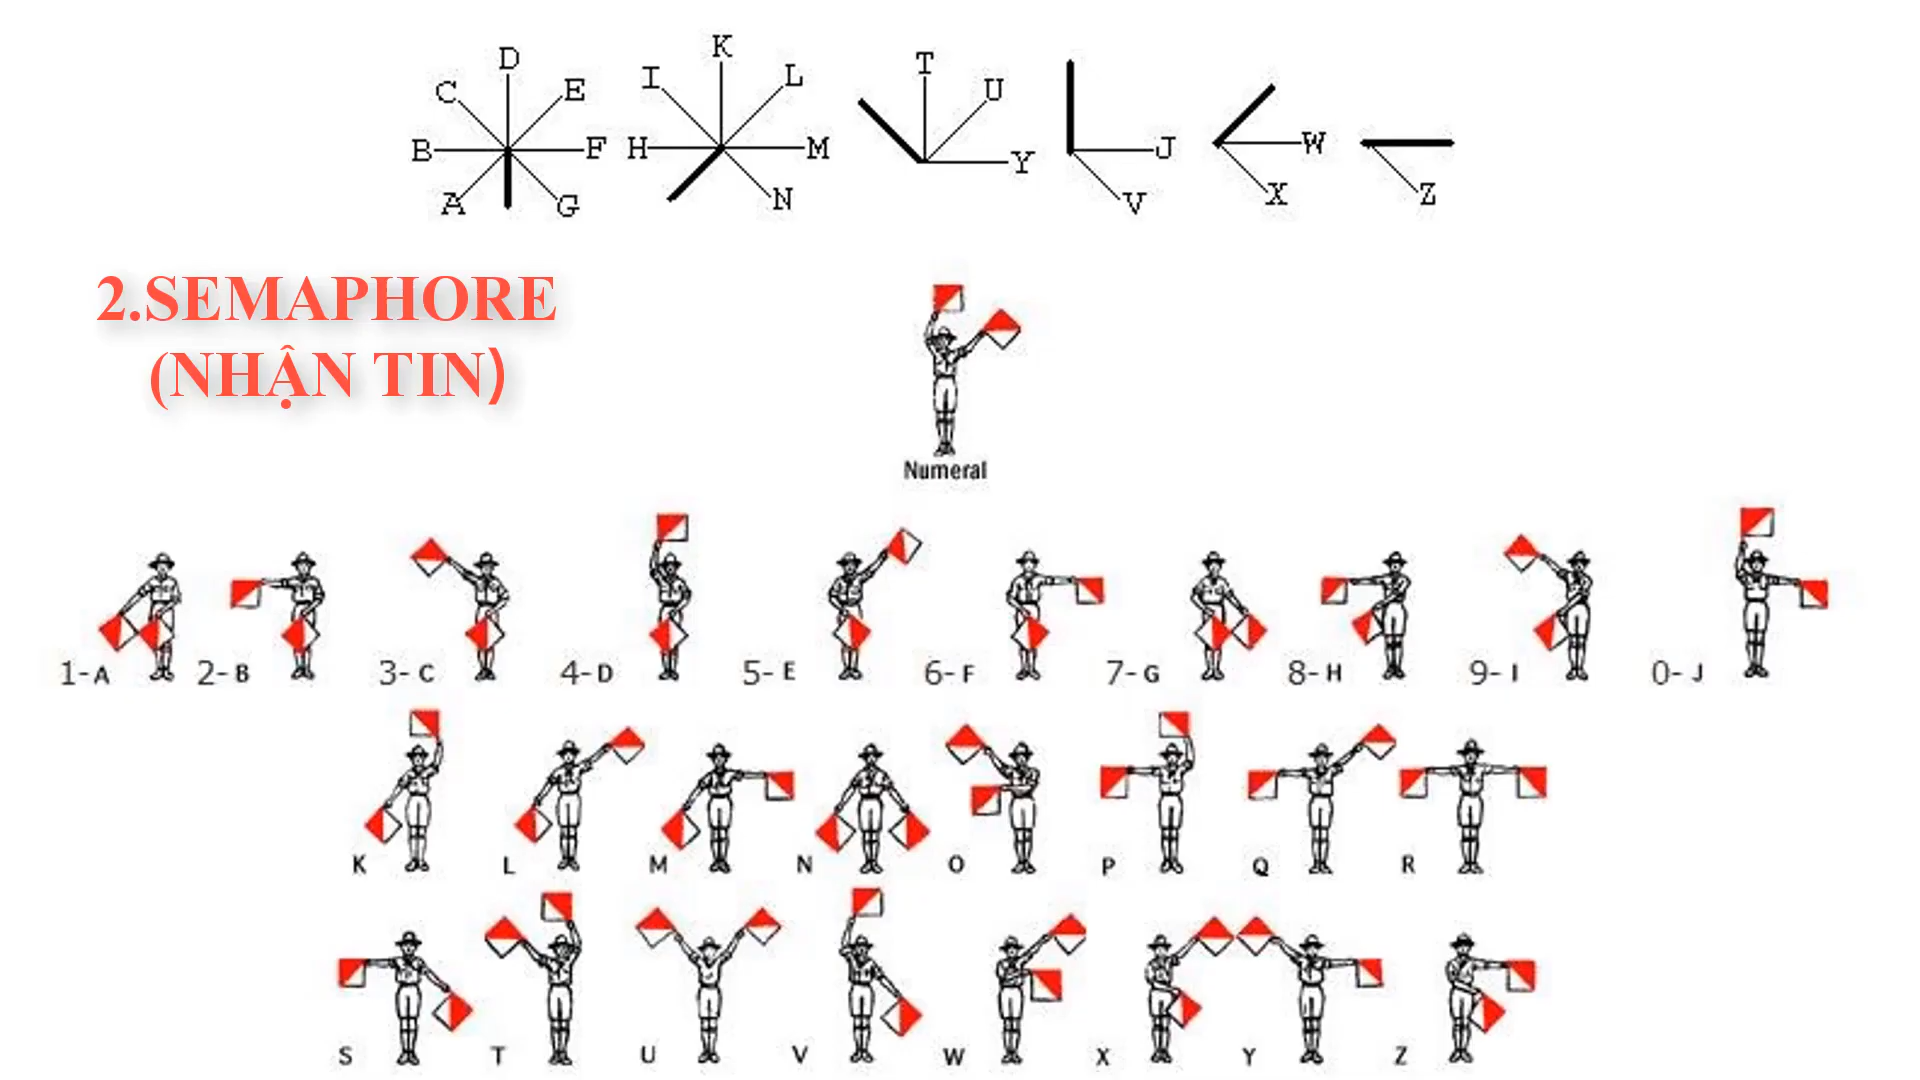 D
C E
B F
A G
K
I L
H M
N
T
U
Y
J
V
W
X
Z
2.SEMAPHORE
(NHẬN TIN)
Numeral
1-A 2-B 3-C 4-D 5-E 6-F 7-G 8-H 9-I 0-J
K L M N O P Q R
S T U V W X Y Z